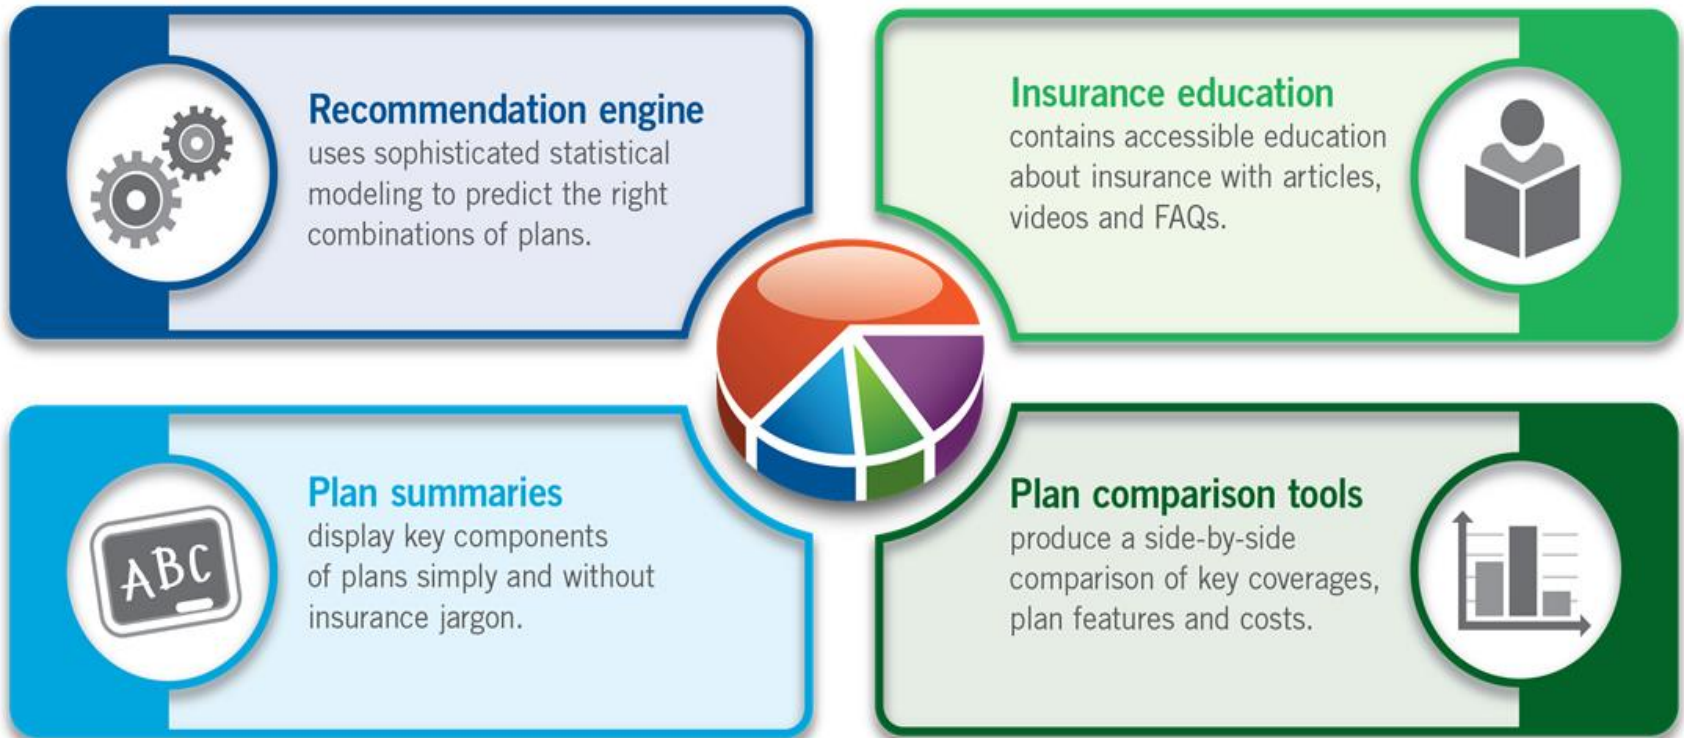 Recommendation engine
uses sophisticated statistical
modeling to predict the right
combinations of plans.
Insurance education
contains accessible education
about insurance with articles,
videos and FAQs.
Plan summaries
display key components
of plans simply and without
insurance jargon.
ABC
Plan comparison tools
produce a side-by-side
comparison of key coverages,
plan features and costs.